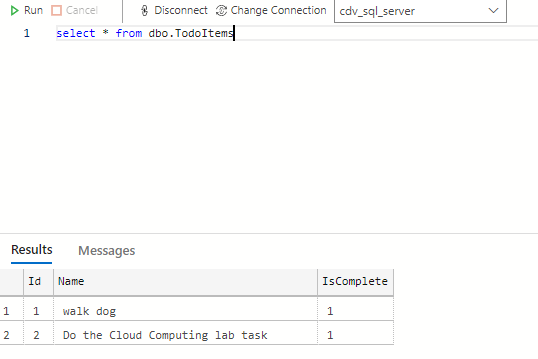 Run Cancel Disconnect Change Connection cdv_sql_server
1 select * from dbo.TodoItems
Results Messages
Id Name IsComplete
1 1 walk dog 1
2 2 Do the Cloud Computing lab task 1